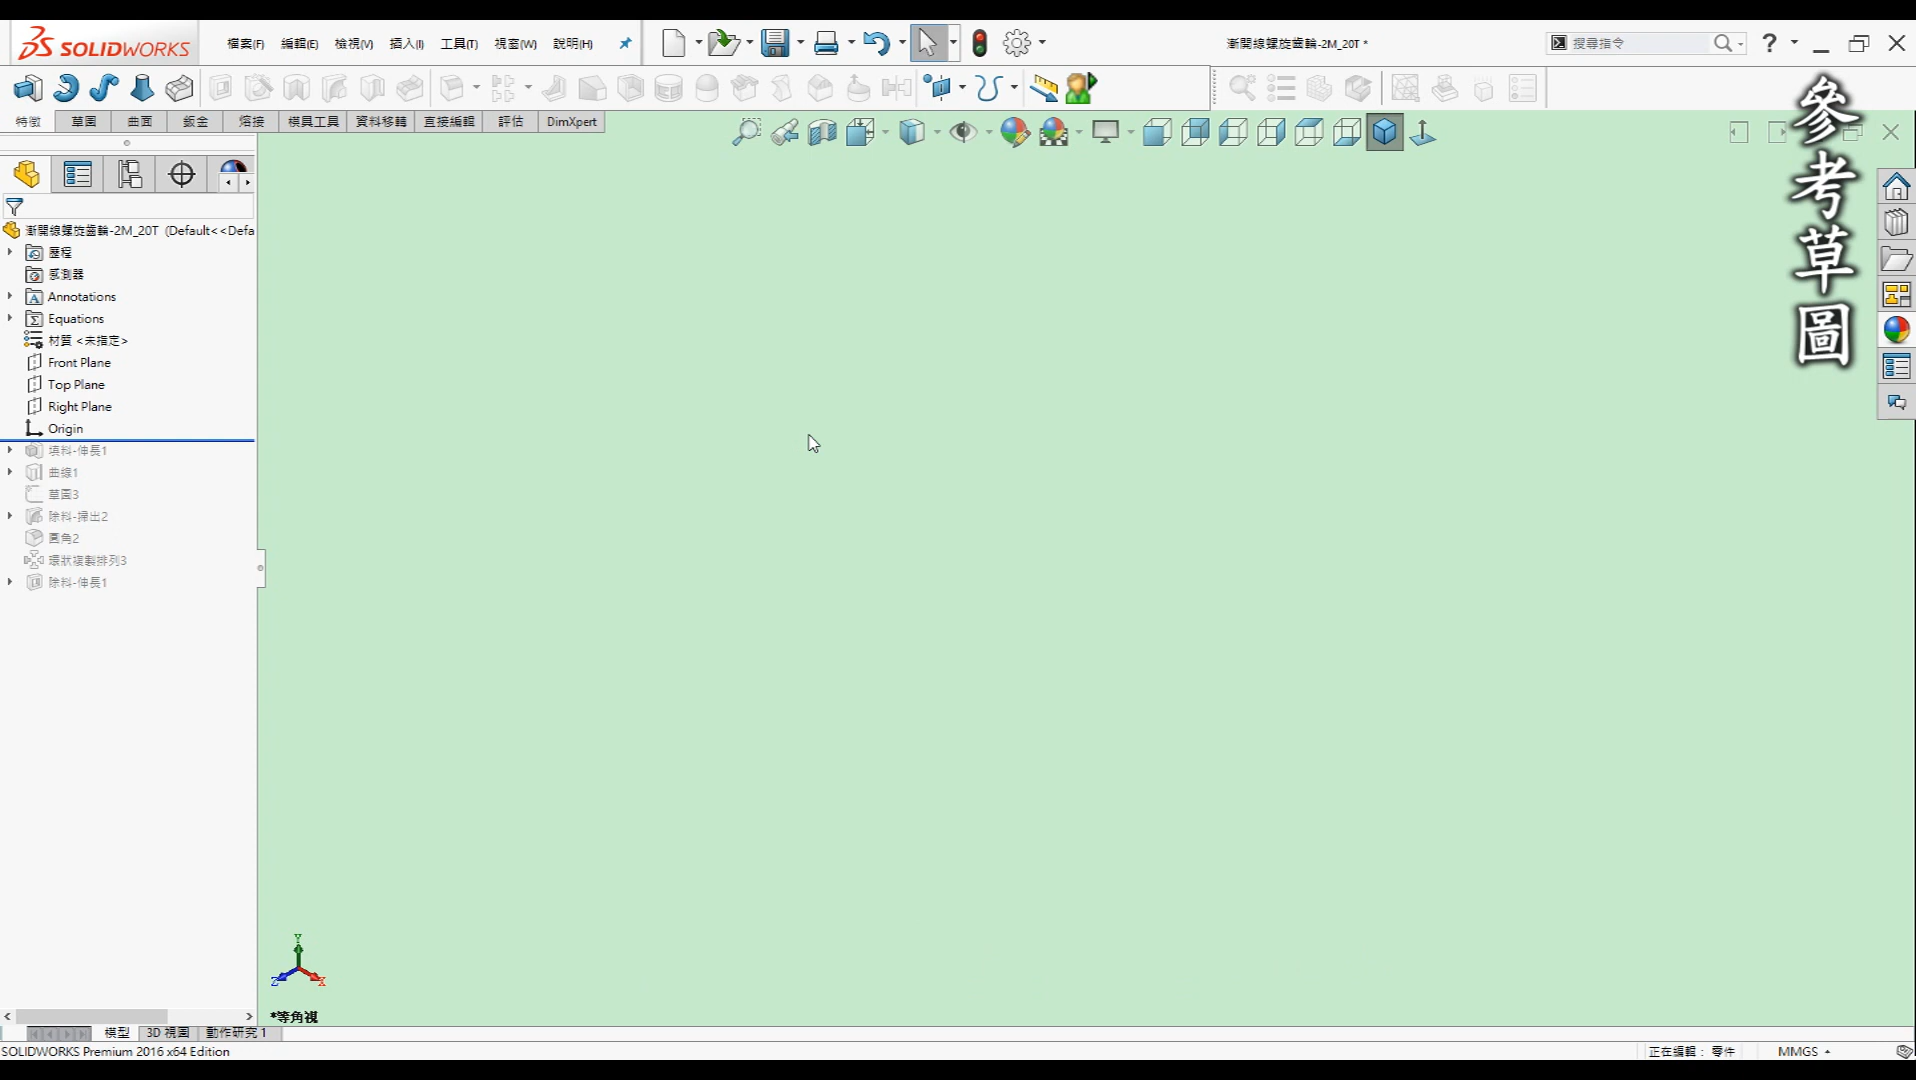 SOLIDWORKS
檔案(F)
編輯(E)
檢視(V)
插入(I)
工具(T)
視窗(W)
說明(H)
漸開線螺旋齒輪-2M_20T *
搜尋指令
特徵
草圖
曲面
鈑金
熔接
模具工具
資料移轉
直接編輯
評估
DimXpert
參考草圖
漸開線螺旋齒輪-2M_20T (Default<<Defa
歷程
感測器
Annotations
Equations
材質 <未指定>
Front Plane
Top Plane
Right Plane
Origin
填料-伸長1
曲線1
草圖3
除料-掃出2
圓角2
環狀複製排列3
除料-伸長1
Y
Z
X
*等角視
模型
3D 視圖
動作研究 1
SOLIDWORKS Premium 2016 x64 Edition
正在編輯： 零件
MMGS